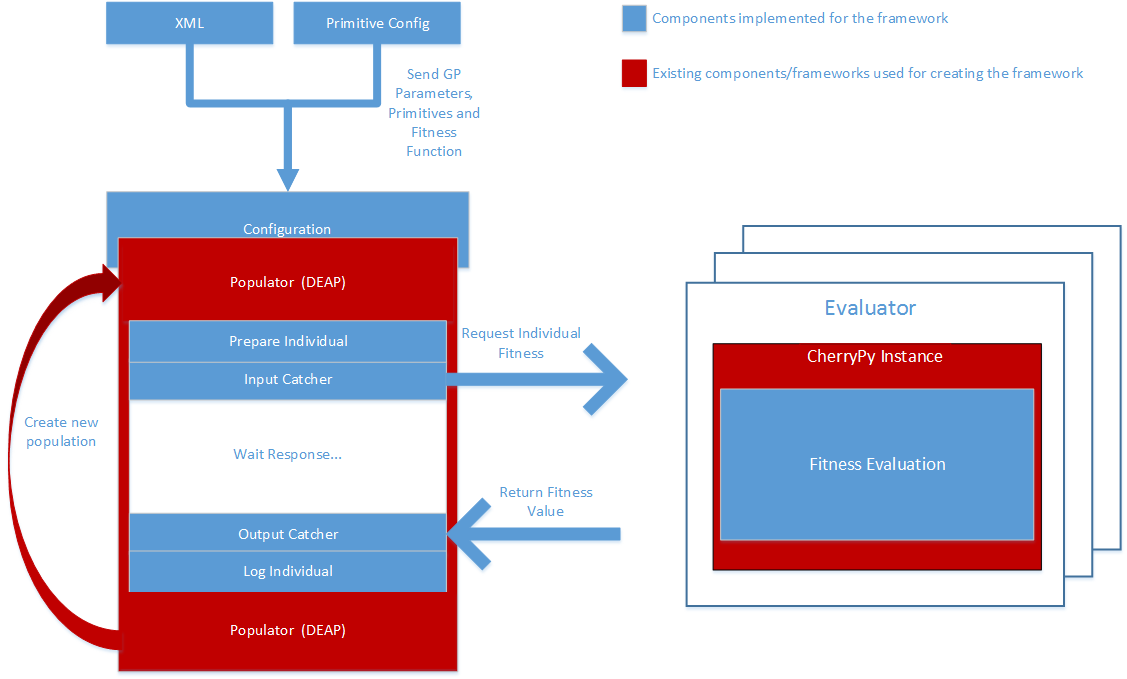 XML
Primitive Config
Components implemented for the framework
Existing components/frameworks used for creating the framework
Send GP
Parameters,
Primitives and
Fitness
Function
Configuration
Populator (DEAP)
Prepare Individual
Input Catcher
Request Individual
Fitness
Create new
population
Wait Response...
Return Fitness
Value
Output Catcher
Log Individual
Populator (DEAP)
Evaluator
CherryPy Instance
Fitness Evaluation